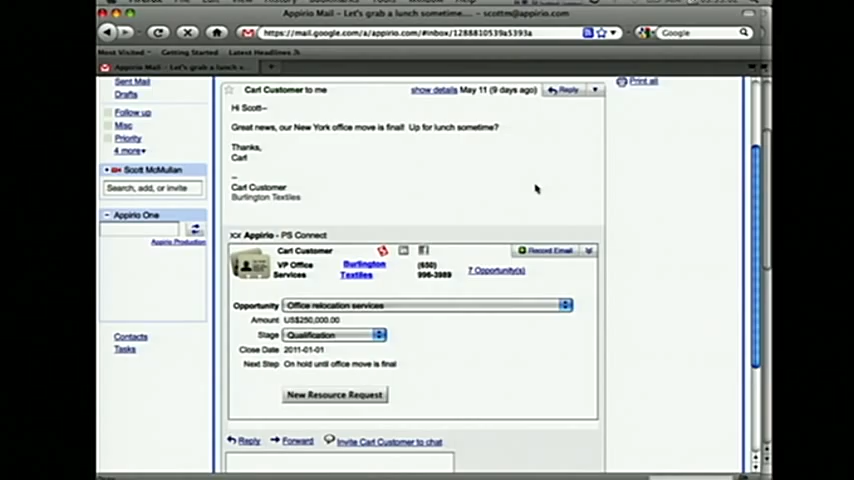 Appirio Mail – Let's grab a lunch sometime.... – scottm@appirio.com
https://mail.google.com/a/appirio.com/#inbox/1288810539a5393a
Google
Most Visited
Getting Started
Latest Headlines
Appirio Mail – Let's grab a lunch s...
Sent Mail
Drafts
Follow up
Misc
Priority
4 more
Scott McMullan
Search, add, or invite
Appirio One
Appirio Production
Contacts
Tasks
Carl Customer to me
show details May 11 (9 days ago)
Reply
Print all
Hi Scott--
Great news, our New York office move is final! Up for lunch sometime?
Thanks,
Carl
--
Carl Customer
Burlington Textiles
Appirio - PS Connect
Carl Customer
Record Email
VP Office Services
Burlington Textiles
(650) 996-3989
7 Opportunity(s)
Opportunity Office relocation services
Amount US$250,000.00
Stage Qualification
Close Date 2011-01-01
Next Step On hold until office move is final
New Resource Request
Reply Forward Invite Carl Customer to chat